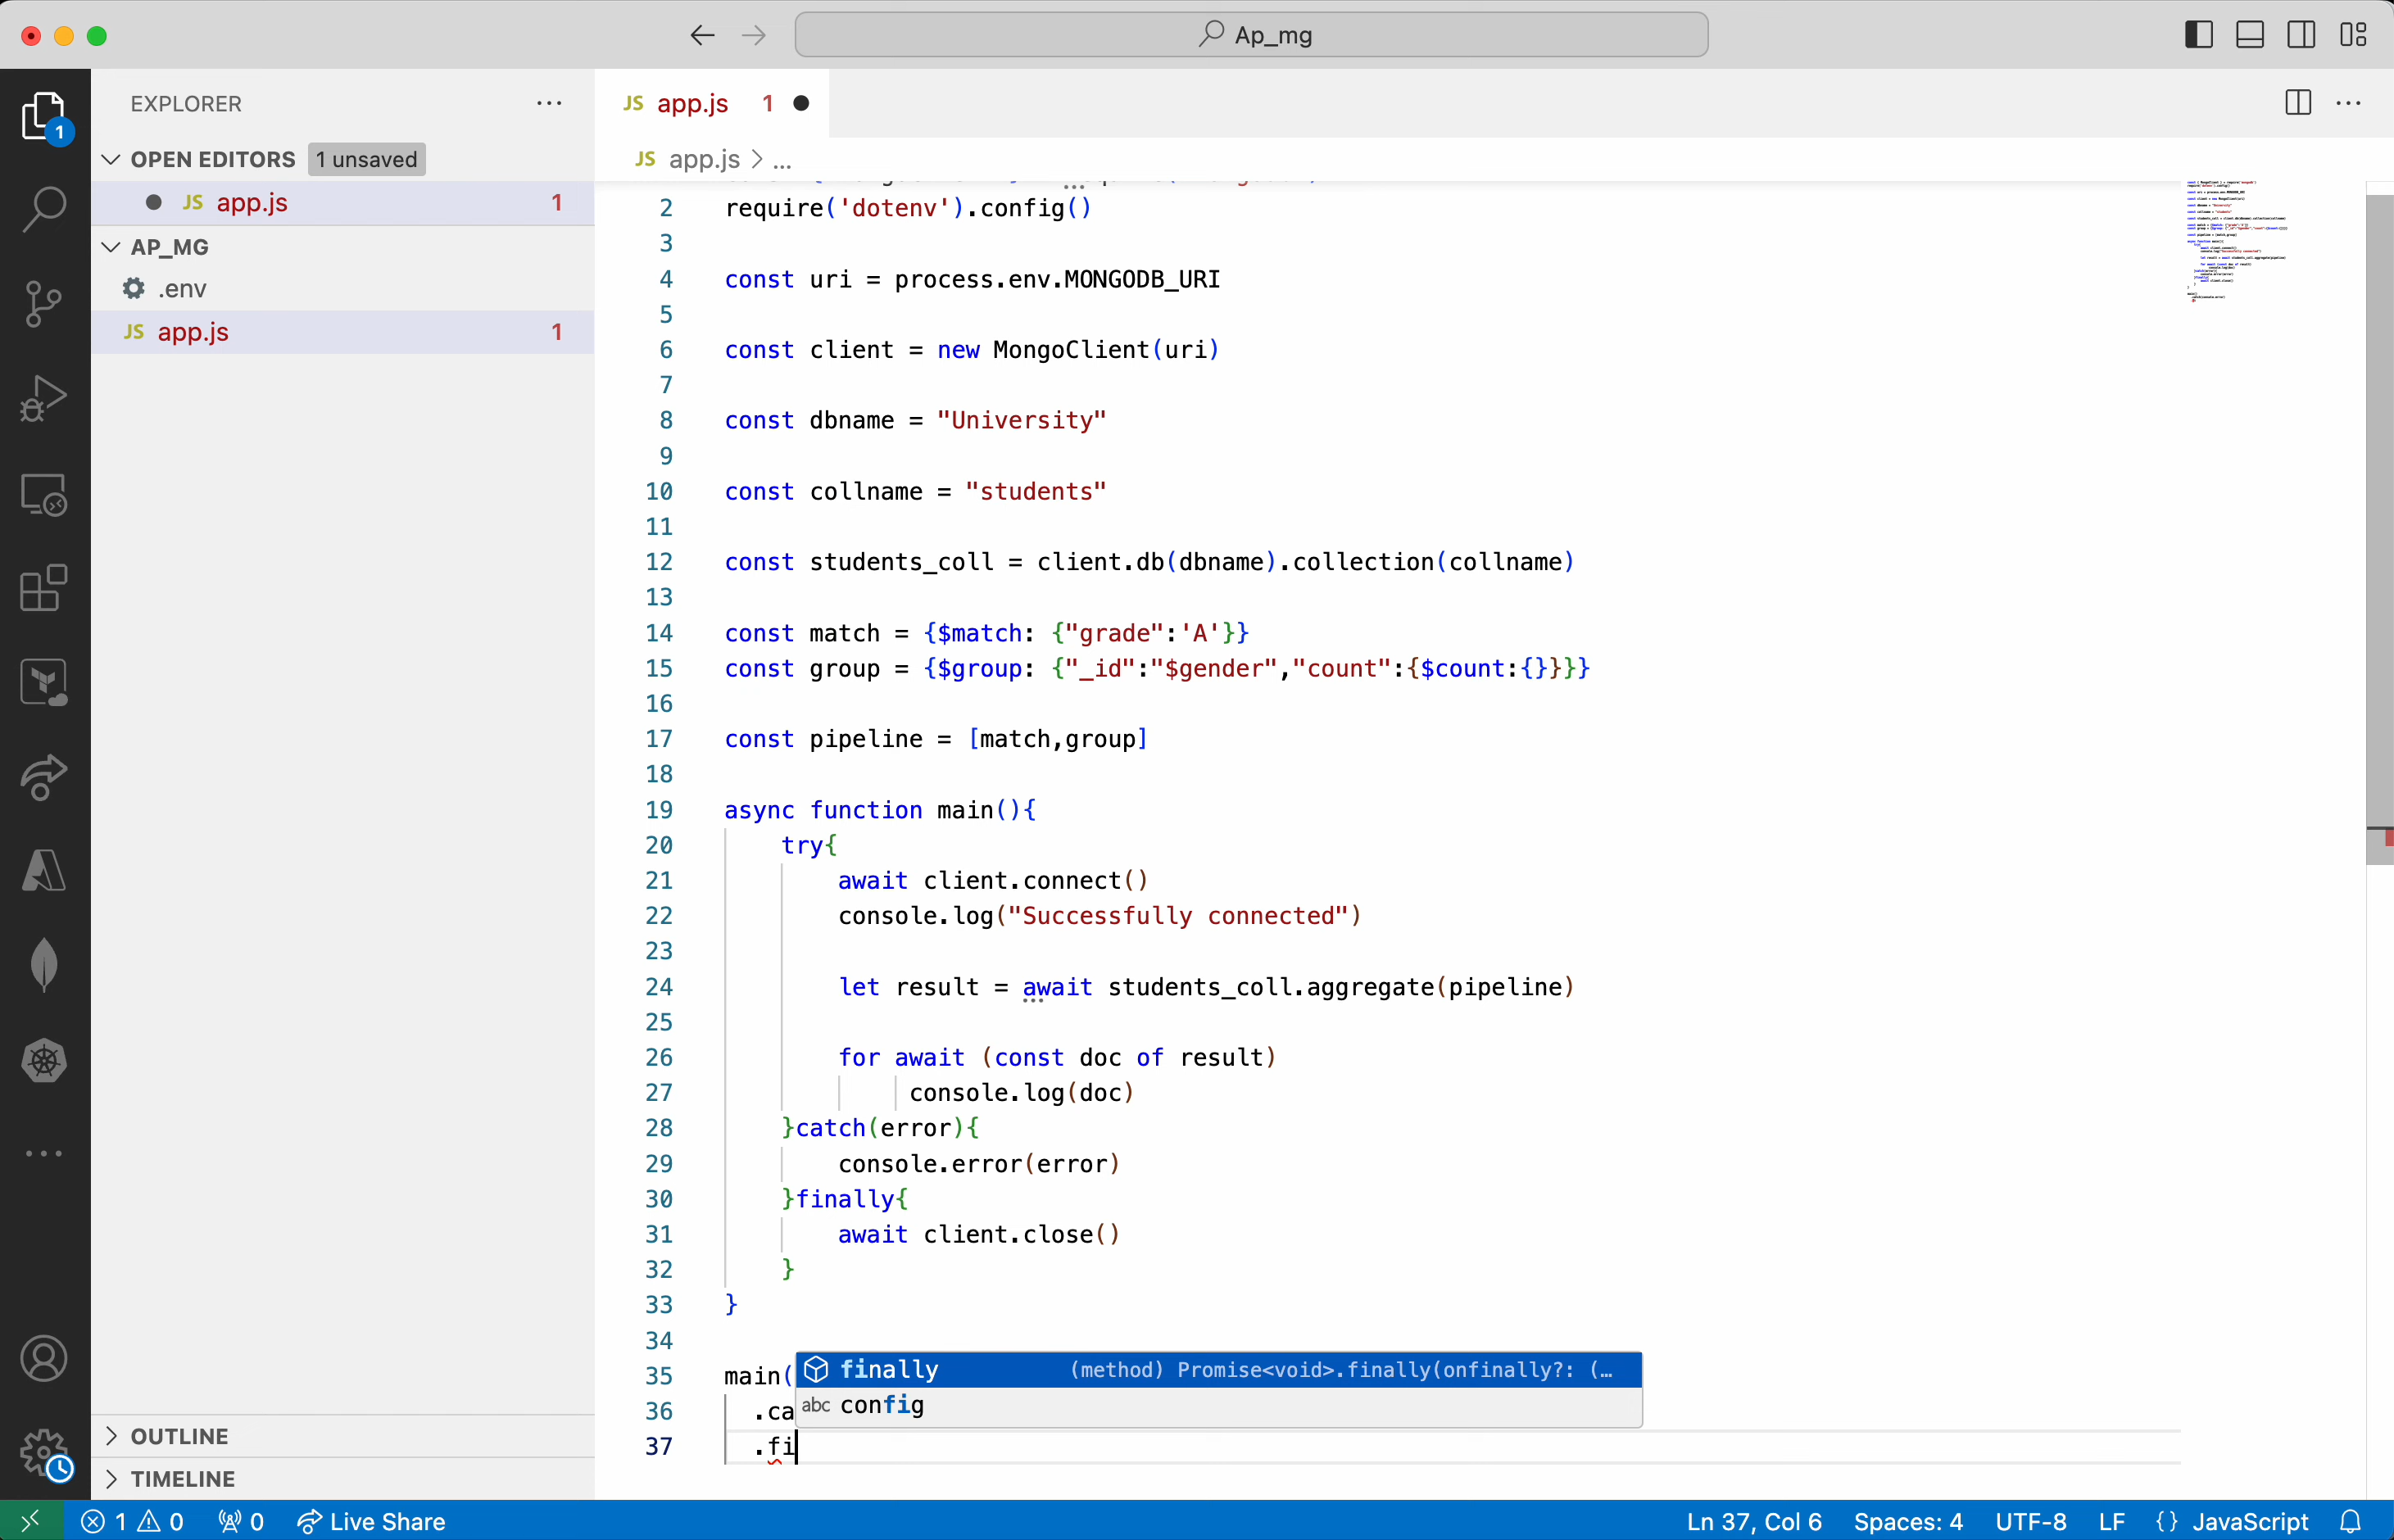 Ap_mg
EXPLORER
OPEN EDITORS 1 unsaved
JS app.js 1
AP_MG
.env
JS app.js 1
OUTLINE
TIMELINE
JS app.js 1
JS app.js > ...
2 require('dotenv').config()
3
4 const uri = process.env.MONGODB_URI
5
6 const client = new MongoClient(uri)
7
8 const dbname = "University"
9
10 const collname = "students"
11
12 const students_coll = client.db(dbname).collection(collname)
13
14 const match = {$match: {"grade":'A'}}
15 const group = {$group: {"_id":"$gender","count":{$count:{}}}}
16
17 const pipeline = [match,group]
18
19 async function main(){
20 try{
21 await client.connect()
22 console.log("Successfully connected")
23
24 let result = await students_coll.aggregate(pipeline)
25
26 for await (const doc of result)
27 console.log(doc)
28 }catch(error){
29 console.error(error)
30 }finally{
31 await client.close()
32 }
33 }
34
35 main(
finally (method) Promise<void>.finally(onfinally?: (…
abc config
36 .ca
37 .fi
1
1 0 0 Live Share
Ln 37, Col 6 Spaces: 4 UTF-8 LF {} JavaScript